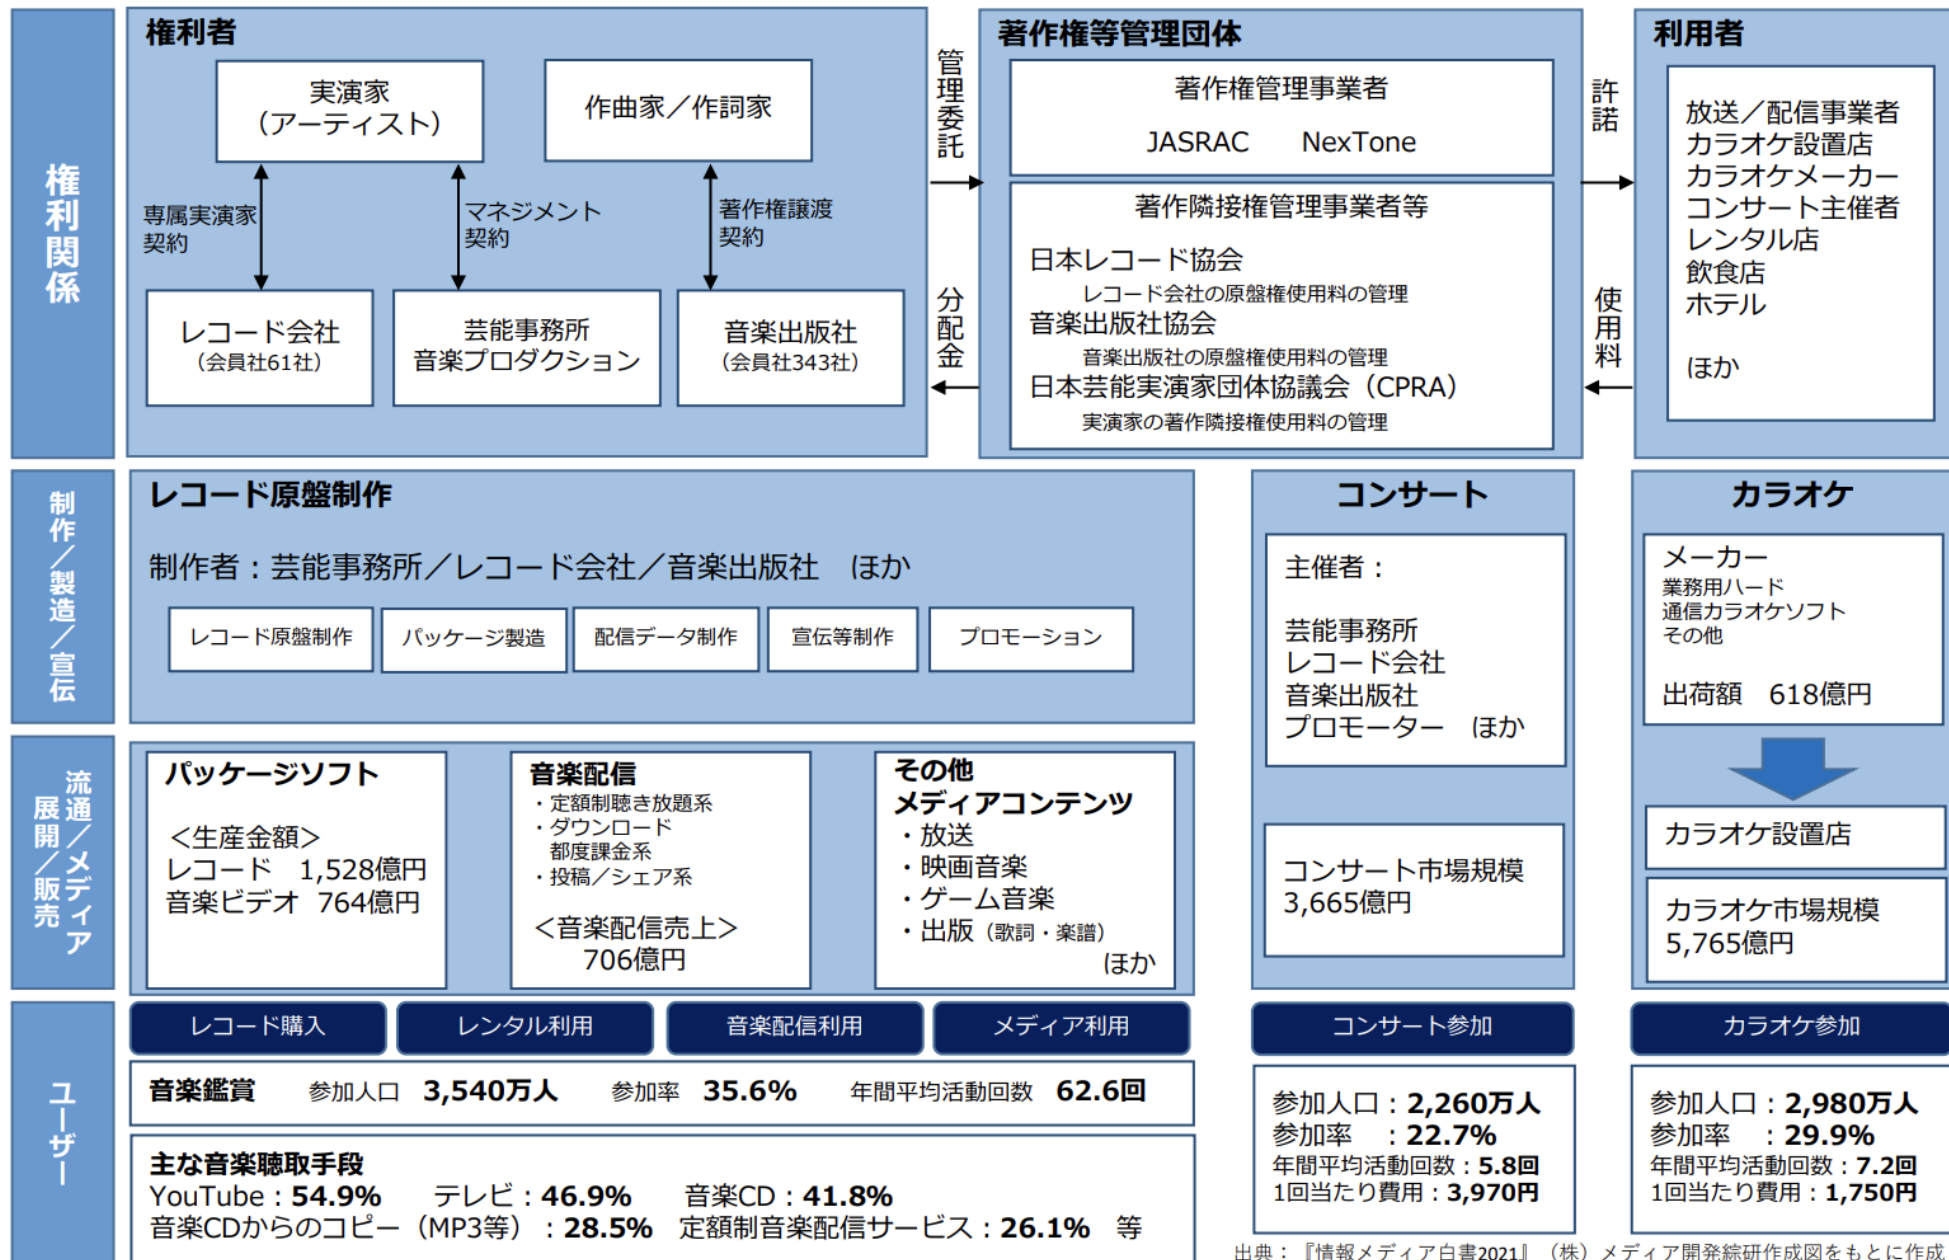 権利関係
権利者
実演家
（アーティスト）
作曲家／作詞家
専属実演家
契約
マネジメント
契約
著作権譲渡
契約
レコード会社
（会員社61社）
芸能事務所
音楽プロダクション
音楽出版社
（会員社343社）
管理委託
分配金
著作権等管理団体
著作権管理事業者
JASRAC NexTone
著作隣接権管理事業者等
日本レコード協会
レコード会社の原盤権使用料の管理
音楽出版社協会
音楽出版社の原盤権使用料の管理
日本芸能実演家団体協議会（CPRA）
実演家の著作隣接権使用料の管理
許諾
使用料
利用者
放送／配信事業者
カラオケ設置店
カラオケメーカー
コンサート主催者
レンタル店
飲食店
ホテル
ほか
制作／製造／宣伝
レコード原盤制作
制作者：芸能事務所／レコード会社／音楽出版社 ほか
レコード原盤制作
パッケージ製造
配信データ制作
宣伝等制作
プロモーション
コンサート
主催者：
芸能事務所
レコード会社
音楽出版社
プロモーター ほか
カラオケ
メーカー
業務用ハード
通信カラオケソフト
その他
出荷額 618億円
流通／メディア
展開／販売
パッケージソフト
＜生産金額＞
レコード 1,528億円
音楽ビデオ 764億円
音楽配信
・定額制聴き放題系
・ダウンロード
都度課金系
・投稿／シェア系
＜音楽配信売上＞
706億円
その他
メディアコンテンツ
・放送
・映画音楽
・ゲーム音楽
・出版（歌詞・楽譜）
ほか
コンサート市場規模
3,665億円
カラオケ設置店
カラオケ市場規模
5,765億円
ユーザー
レコード購入
レンタル利用
音楽配信利用
メディア利用
コンサート参加
カラオケ参加
音楽鑑賞 参加人口 3,540万人 参加率 35.6% 年間平均活動回数 62.6回
主な音楽聴取手段
YouTube：54.9% テレビ：46.9% 音楽CD：41.8%
音楽CDからのコピー（MP3等）：28.5% 定額制音楽配信サービス：26.1% 等
参加人口：2,260万人
参加率 ：22.7%
年間平均活動回数：5.8回
1回当たり費用：3,970円
参加人口：2,980万人
参加率 ：29.9%
年間平均活動回数：7.2回
1回当たり費用：1,750円
出典：『情報メディア白書2021』（株）メディア開発綜研作成図をもとに作成